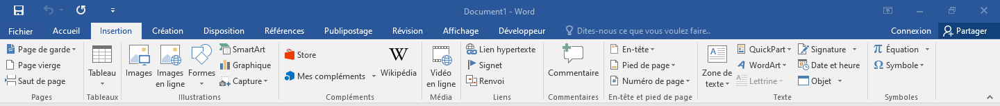 Document1 - Word
Fichier Accueil Insertion Création Disposition Références Publipostage Révision Affichage Développeur Dites-nous ce que vous voulez faire.. Connexion Partager
Page de garde
Page vierge
Saut de page
Pages
Tableau
Tableaux
Images
Images
en ligne
Formes
SmartArt
Graphique
Capture
Illustrations
Store
Mes compléments
W
Wikipédia
Compléments
Vidéo
en ligne
Média
Lien hypertexte
Signet
Renvoi
Liens
Commentaire
Commentaires
En-tête
Pied de page
# Numéro de page
En-tête et pied de page
A
Zone de
texte
QuickPart
A WordArt
A Lettrine
Signature
Date et heure
Objet
Texte
π Équation
Ω Symbole
Symboles